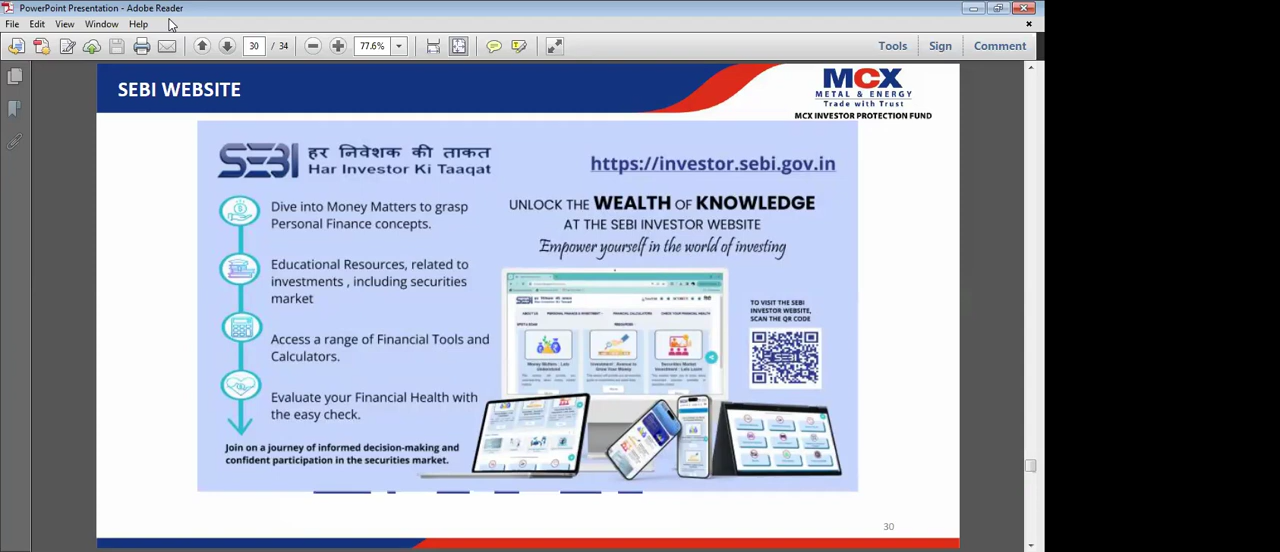 PowerPoint Presentation - Adobe Reader
File Edit View Window Help
30 / 34 77.6% Tools Sign Comment
SEBI WEBSITE
MCX
METAL & ENERGY
Trade with Trust
MCX INVESTOR PROTECTION FUND
SEBI हर निवेशक की ताकत
Har Investor Ki Taaqat
https://investor.sebi.gov.in
Dive into Money Matters to grasp
Personal Finance concepts.
Educational Resources, related to
investments , including securities
market
Access a range of Financial Tools and
Calculators.
Evaluate your Financial Health with
the easy check.
Join on a journey of informed decision-making and
confident participation in the securities market.
UNLOCK THE WEALTH OF KNOWLEDGE
AT THE SEBI INVESTOR WEBSITE
Empower yourself in the world of investing
TO VISIT THE SEBI
INVESTOR WEBSITE,
SCAN THE QR CODE
30